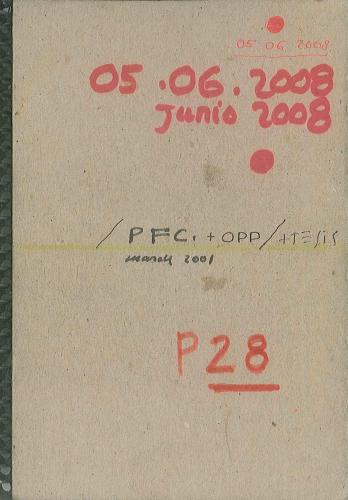 05 06 2008
05.06.2008
junio 2008
/PFC.+OPP/+TESIS
march 2001
P28